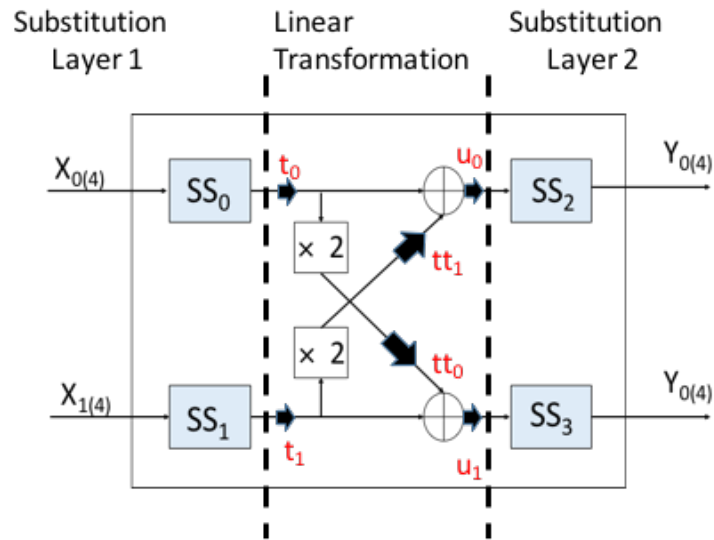 Substitution
Layer 1
Linear
Transformation
Substitution
Layer 2
X0(4)
SS0
t0
u0
SS2
Y0(4)
× 2
tt1
× 2
tt0
X1(4)
SS1
t1
u1
SS3
Y0(4)